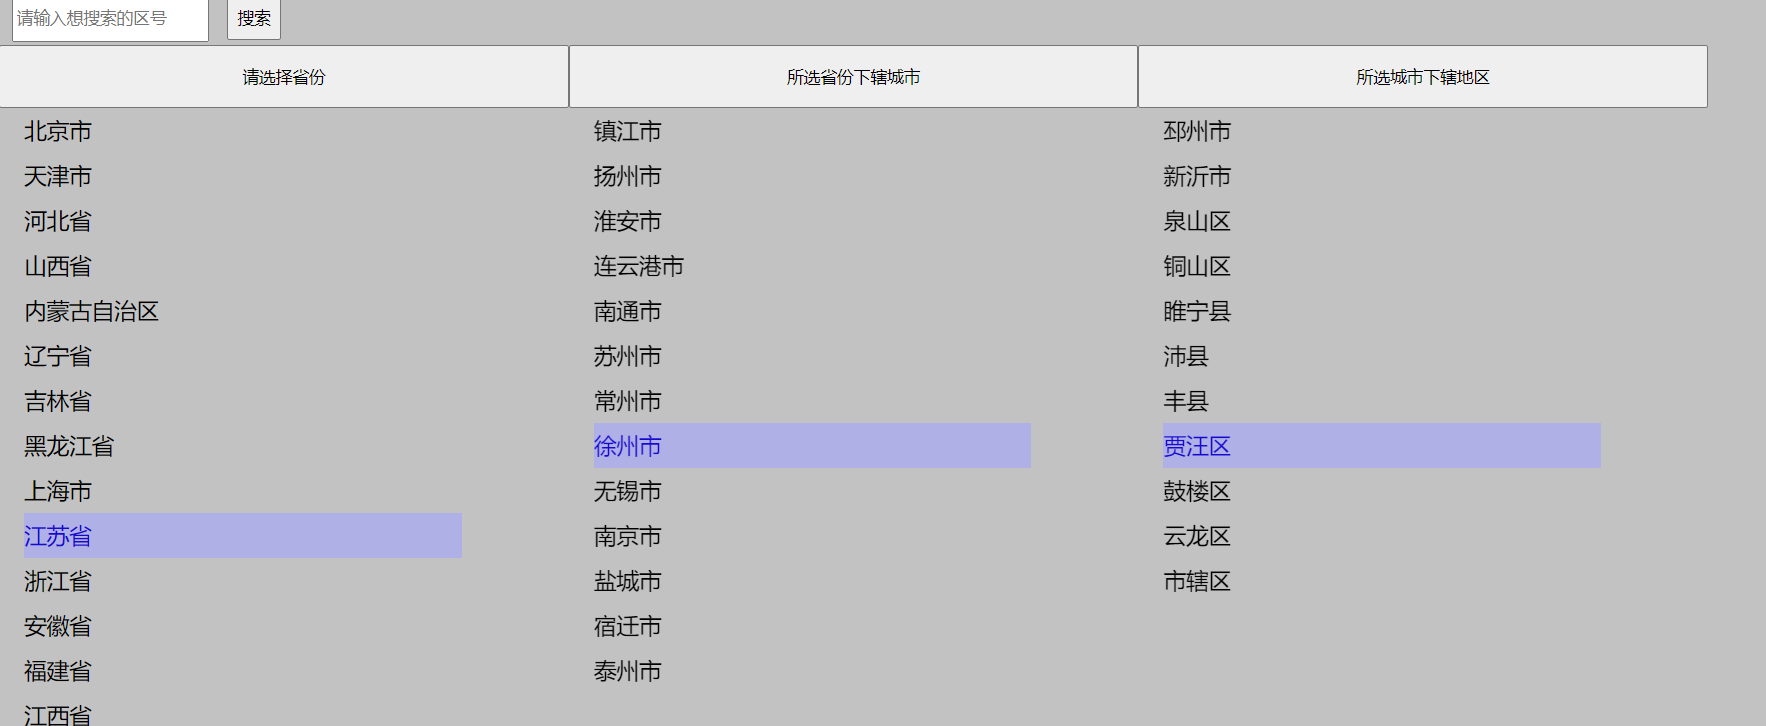 请输入想搜索的区号 搜索
请选择省份 所选省份下辖城市 所选城市下辖地区
北京市 镇江市 邳州市
天津市 扬州市 新沂市
河北省 淮安市 泉山区
山西省 连云港市 铜山区
内蒙古自治区 南通市 睢宁县
辽宁省 苏州市 沛县
吉林省 常州市 丰县
黑龙江省 徐州市 贾汪区
上海市 无锡市 鼓楼区
江苏省 南京市 云龙区
浙江省 盐城市 市辖区
安徽省 宿迁市
福建省 泰州市
江西省